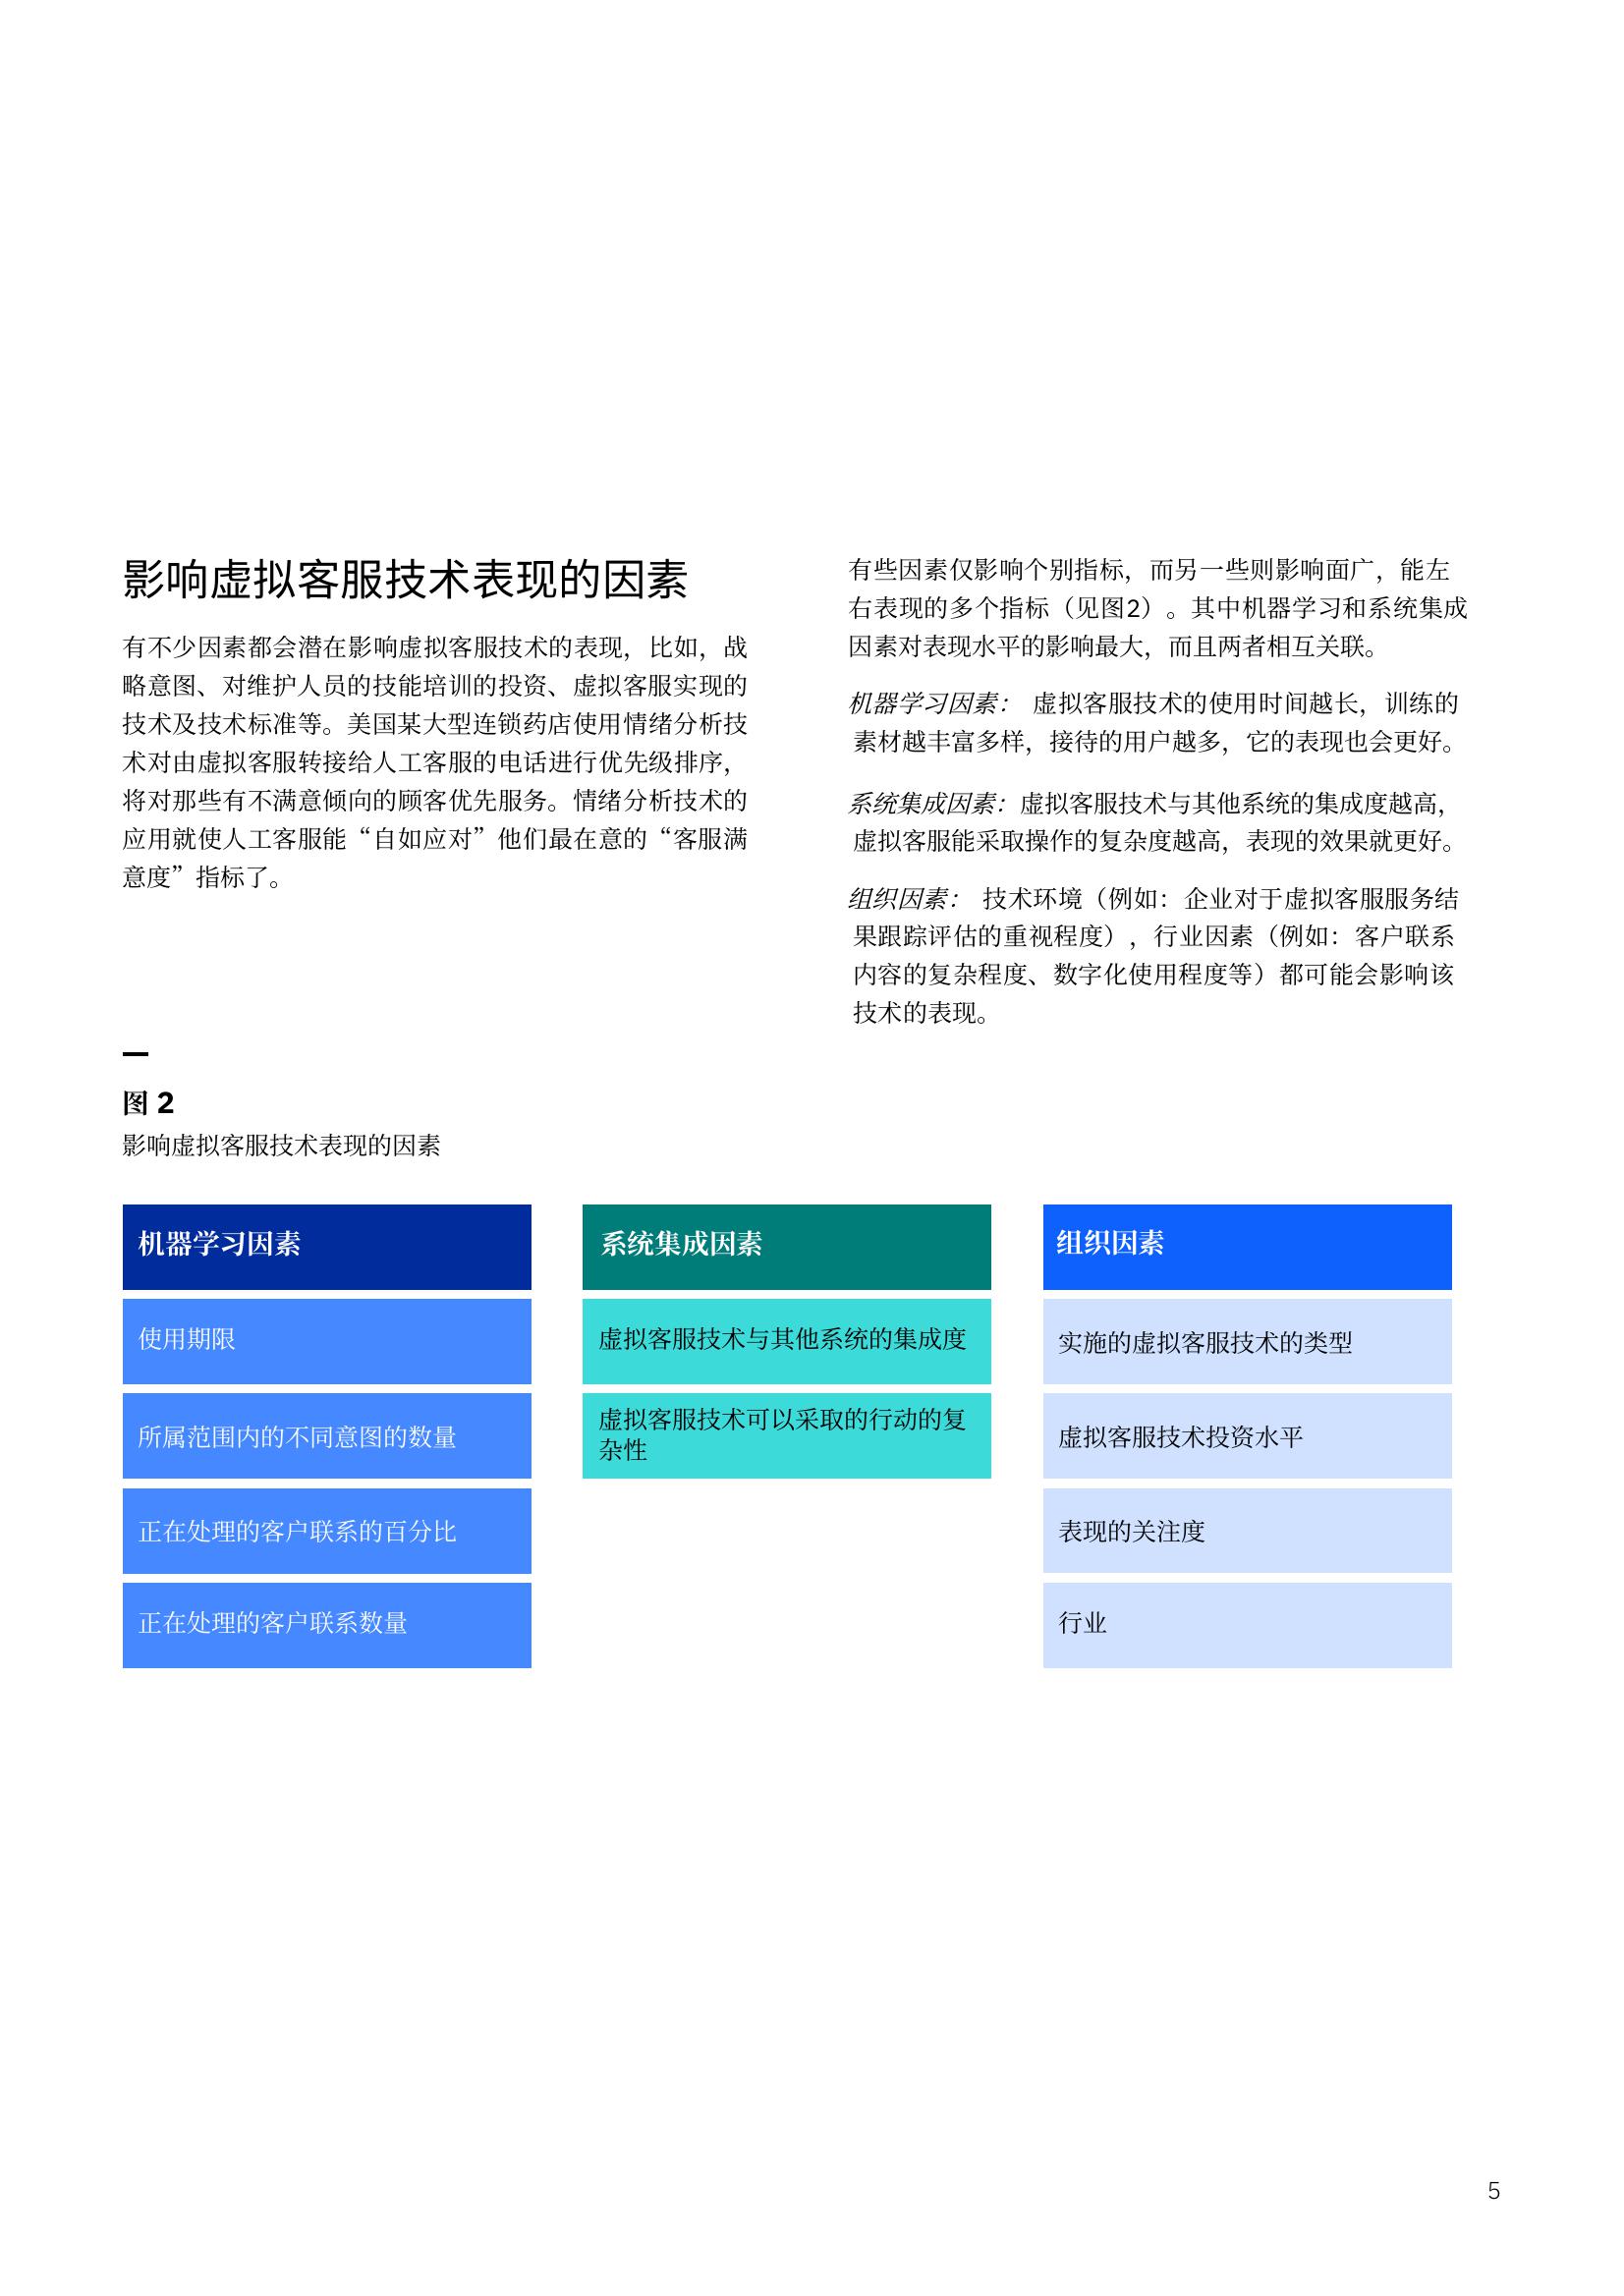 影响虚拟客服技术表现的因素
有不少因素都会潜在影响虚拟客服技术的表现，比如，战
略意图、对维护人员的技能培训的投资、虚拟客服实现的
技术及技术标准等。美国某大型连锁药店使用情绪分析技
术对由虚拟客服转接给人工客服的电话进行优先级排序，
将对那些有不满意倾向的顾客优先服务。情绪分析技术的
应用就使人工客服能“自如应对”他们最在意的“客服满
意度”指标了。
有些因素仅影响个别指标，而另一些则影响面广，能左
右表现的多个指标（见图2）。其中机器学习和系统集成
因素对表现水平的影响最大，而且两者相互关联。
机器学习因素： 虚拟客服技术的使用时间越长，训练的
素材越丰富多样，接待的用户越多，它的表现也会更好。
系统集成因素：虚拟客服技术与其他系统的集成度越高，
虚拟客服能采取操作的复杂度越高，表现的效果就更好。
组织因素： 技术环境（例如：企业对于虚拟客服服务结
果跟踪评估的重视程度），行业因素（例如：客户联系
内容的复杂程度、数字化使用程度等）都可能会影响该
技术的表现。
图 2
影响虚拟客服技术表现的因素
机器学习因素
使用期限
所属范围内的不同意图的数量
正在处理的客户联系的百分比
正在处理的客户联系数量
系统集成因素
虚拟客服技术与其他系统的集成度
虚拟客服技术可以采取的行动的复
杂性
组织因素
实施的虚拟客服技术的类型
虚拟客服技术投资水平
表现的关注度
行业
5